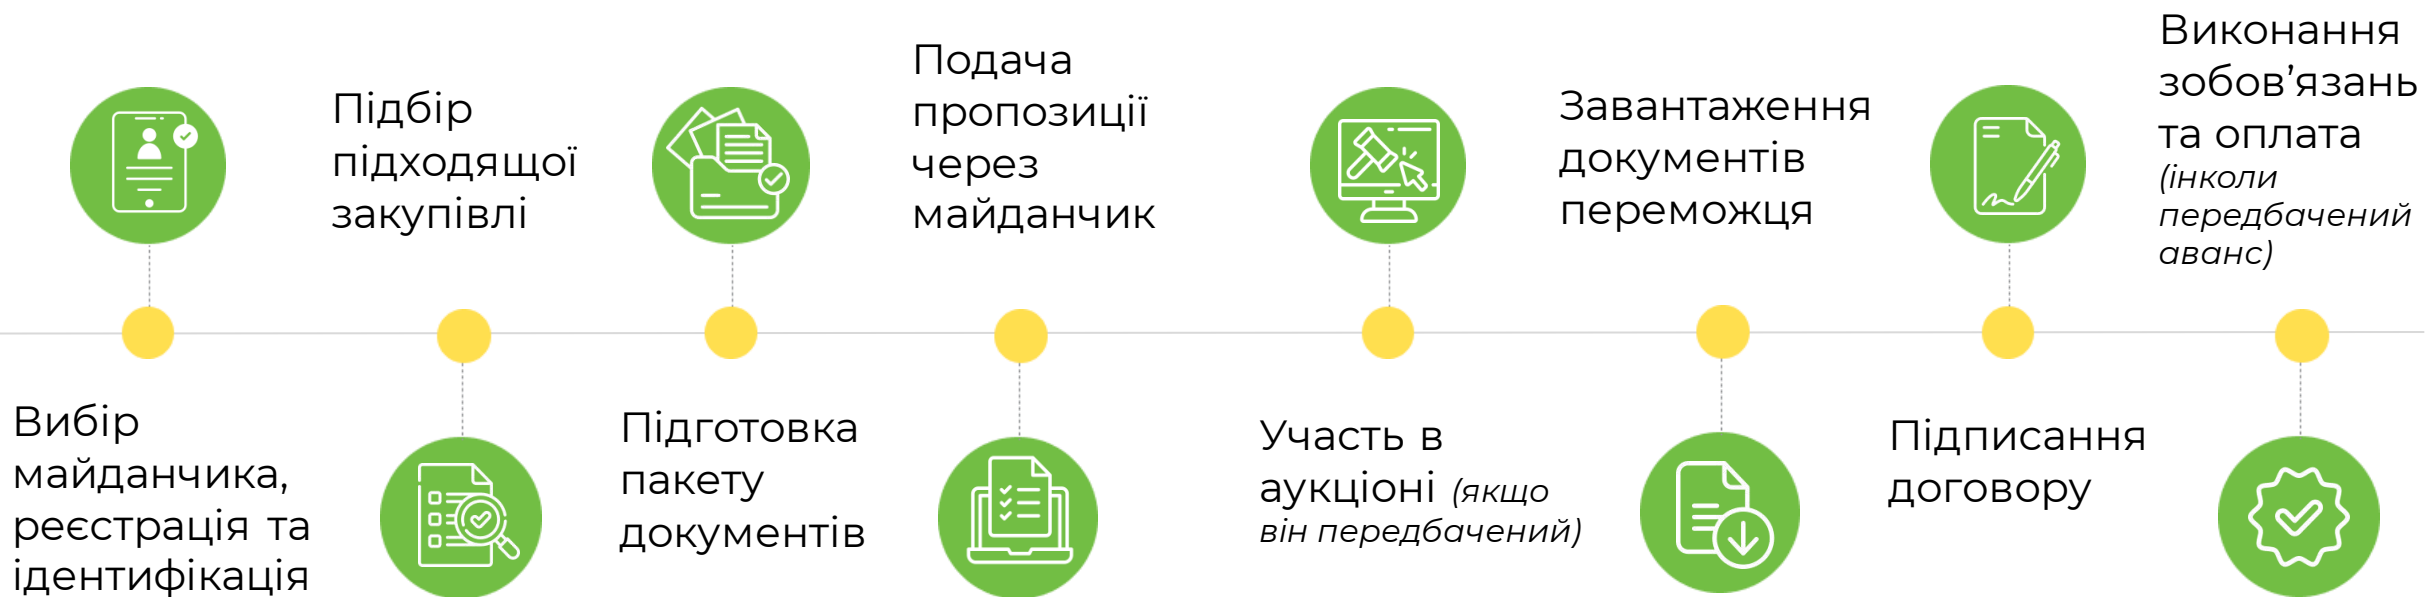 Вибір
майданчика,
реєстрація та
ідентифікація
Підбір
підходящої
закупівлі
Підготовка
пакету
документів
Подача
пропозиції
через
майданчик
Участь в
аукціоні (якщо
він передбачений)
Завантаження
документів
переможця
Підписання
договору
Виконання
зобов’язань
та оплата
(інколи
передбачений
аванс)